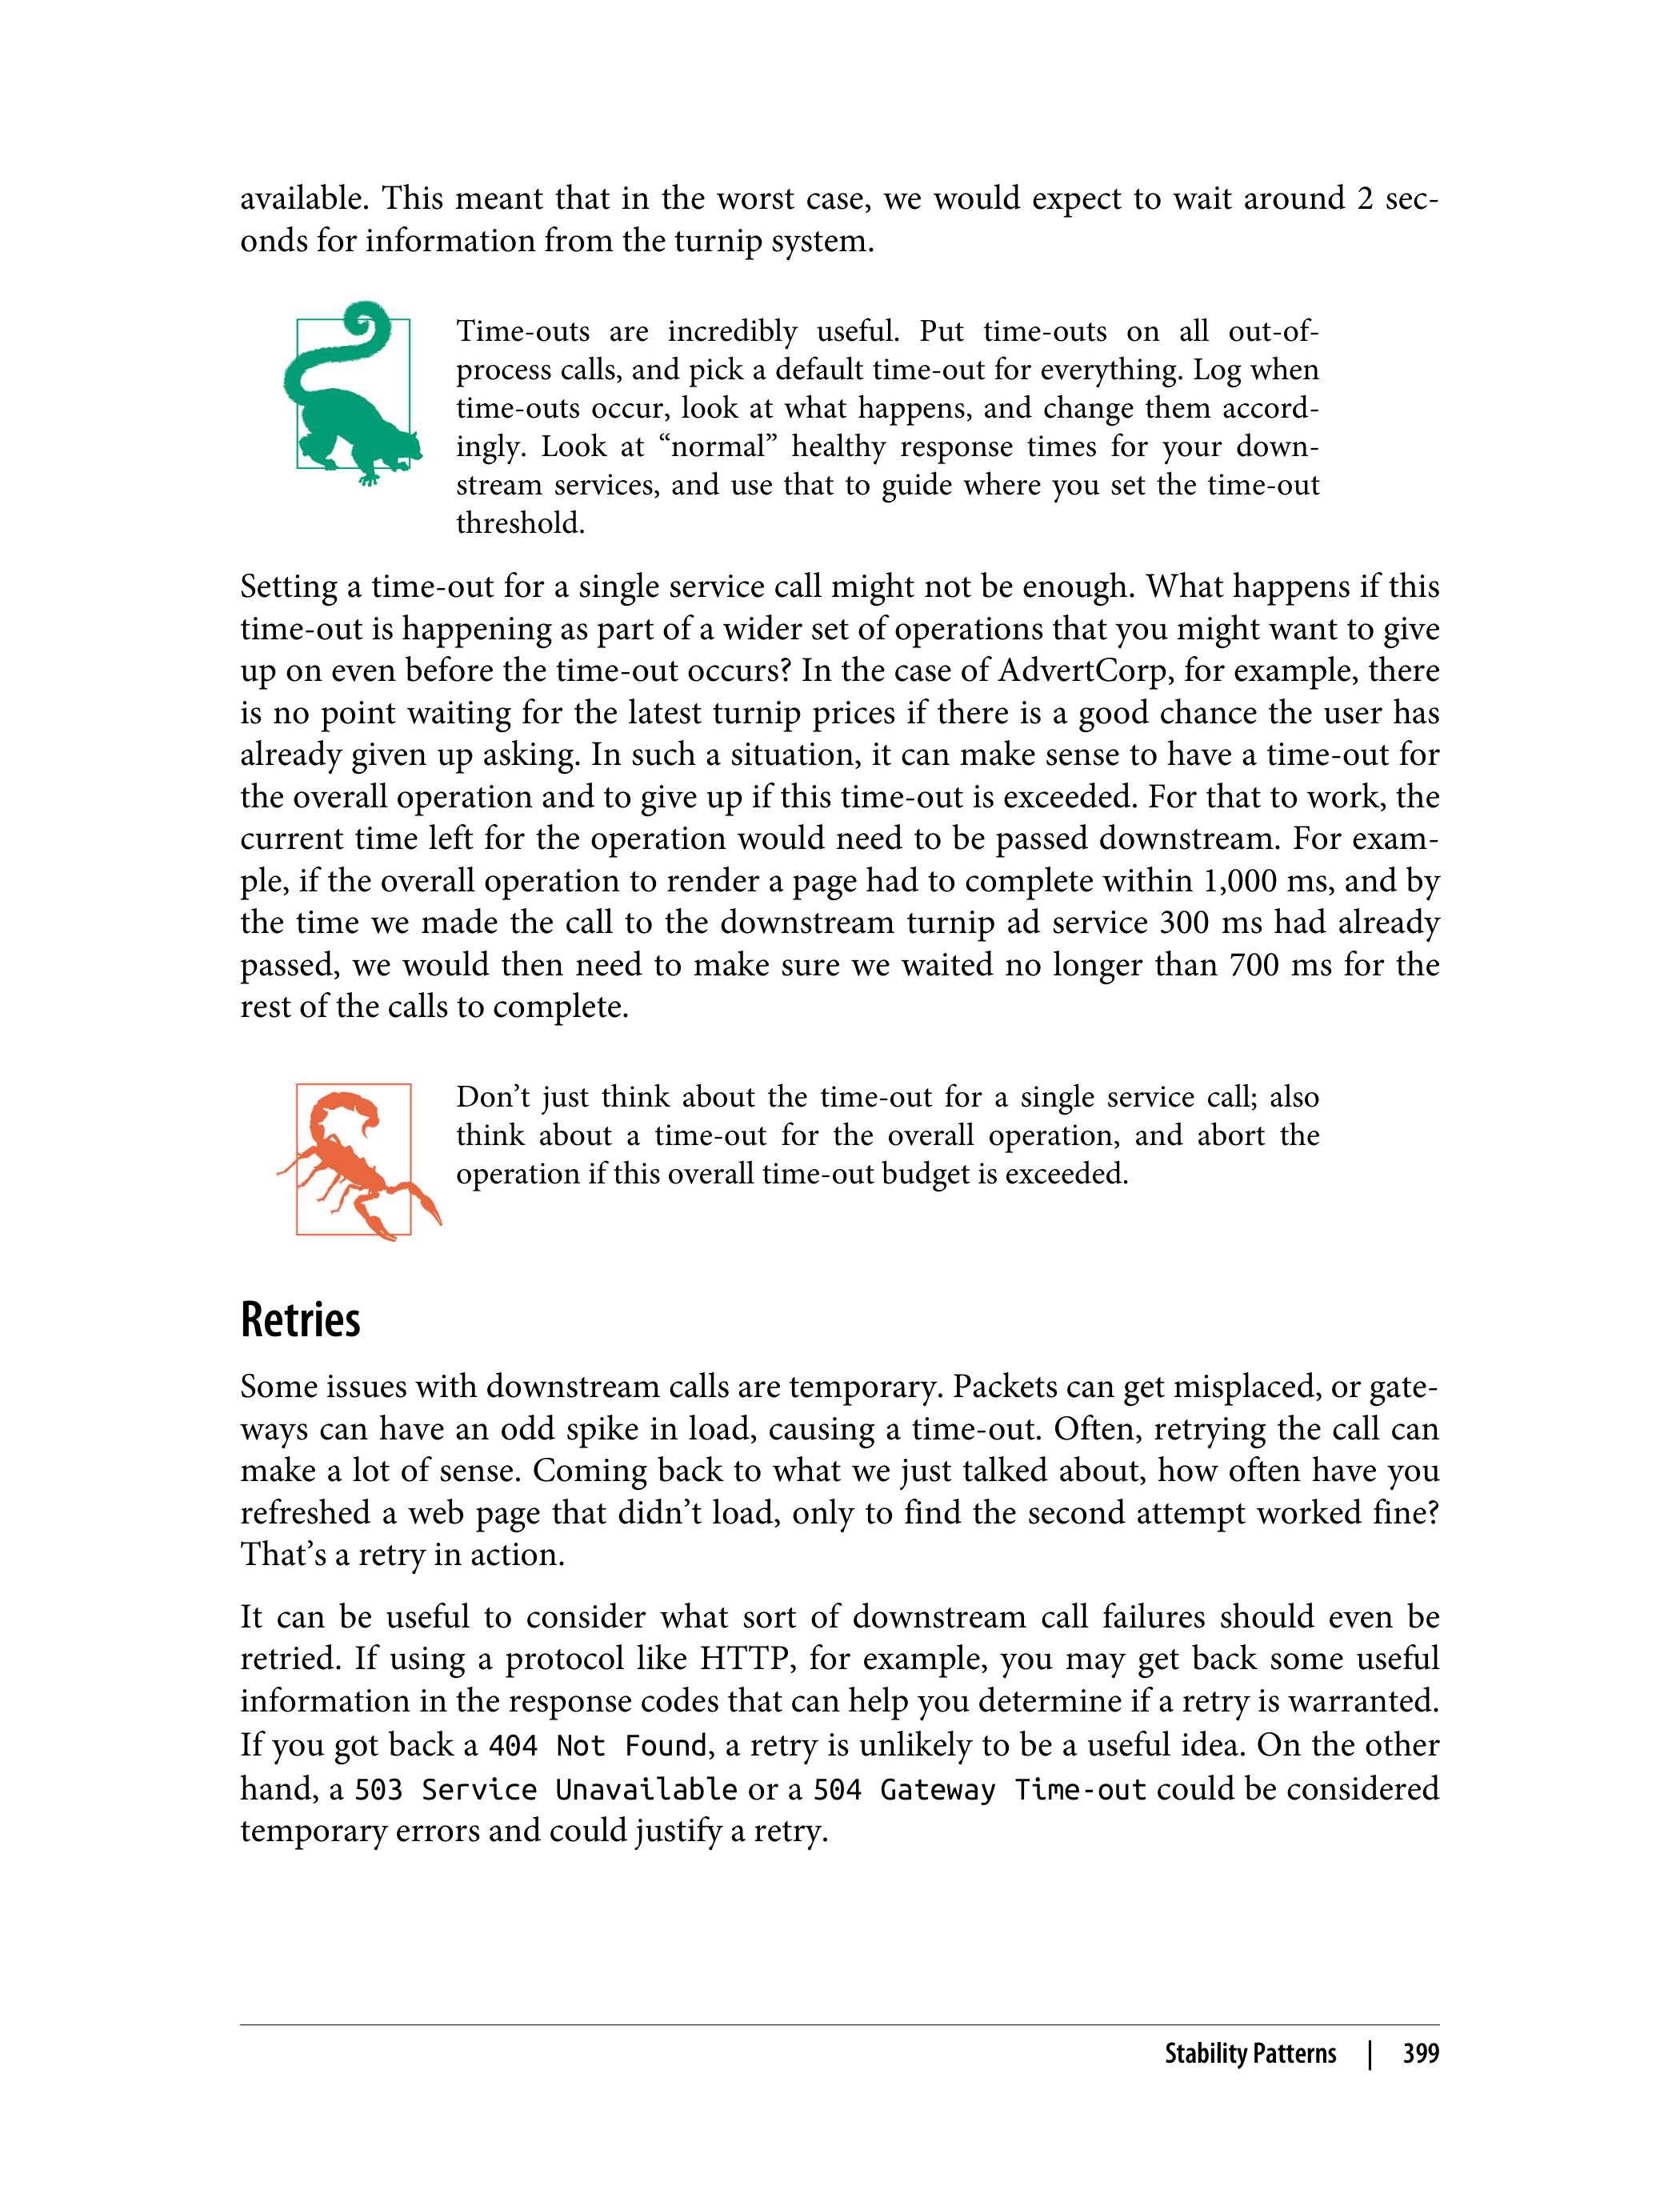 available. This meant that in the worst case, we would expect to wait around 2 sec-
onds for information from the turnip system.
Time-outs are incredibly useful. Put time-outs on all out-of-
process calls, and pick a default time-out for everything. Log when
time-outs occur, look at what happens, and change them accord-
ingly. Look at “normal” healthy response times for your down-
stream services, and use that to guide where you set the time-out
threshold.
Setting a time-out for a single service call might not be enough. What happens if this
time-out is happening as part of a wider set of operations that you might want to give
up on even before the time-out occurs? In the case of AdvertCorp, for example, there
is no point waiting for the latest turnip prices if there is a good chance the user has
already given up asking. In such a situation, it can make sense to have a time-out for
the overall operation and to give up if this time-out is exceeded. For that to work, the
current time left for the operation would need to be passed downstream. For exam-
ple, if the overall operation to render a page had to complete within 1,000 ms, and by
the time we made the call to the downstream turnip ad service 300 ms had already
passed, we would then need to make sure we waited no longer than 700 ms for the
rest of the calls to complete.
Don’t just think about the time-out for a single service call; also
think about a time-out for the overall operation, and abort the
operation if this overall time-out budget is exceeded.
Retries
Some issues with downstream calls are temporary. Packets can get misplaced, or gate-
ways can have an odd spike in load, causing a time-out. Often, retrying the call can
make a lot of sense. Coming back to what we just talked about, how often have you
refreshed a web page that didn’t load, only to find the second attempt worked fine?
That’s a retry in action.
It can be useful to consider what sort of downstream call failures should even be
retried. If using a protocol like HTTP, for example, you may get back some useful
information in the response codes that can help you determine if a retry is warranted.
If you got back a 404 Not Found, a retry is unlikely to be a useful idea. On the other
hand, a 503 Service Unavailable or a 504 Gateway Time-out could be considered
temporary errors and could justify a retry.
Stability Patterns | 399